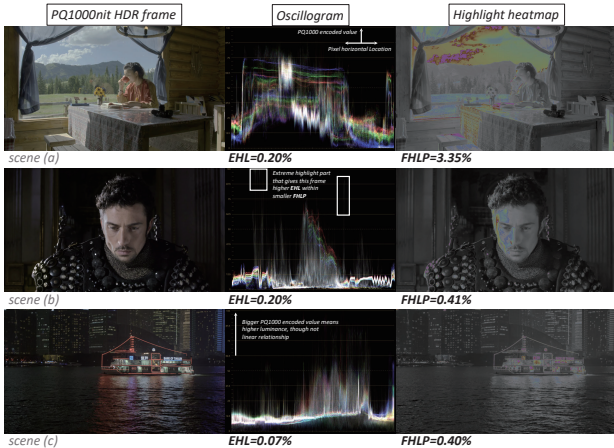 PQ1000nit HDR frame
Oscillogram
Highlight heatmap
PQ1000 encoded value
Pixel horizontal Location
scene (a)
EHL=0.20%
FHLP=3.35%
Extreme highlight part
that gives this frame
higher EHL within
smaller FHLP
scene (b)
EHL=0.20%
FHLP=0.41%
Bigger PQ1000 encoded value means
higher luminance, though not
linear relationship
scene (c)
EHL=0.07%
FHLP=0.40%